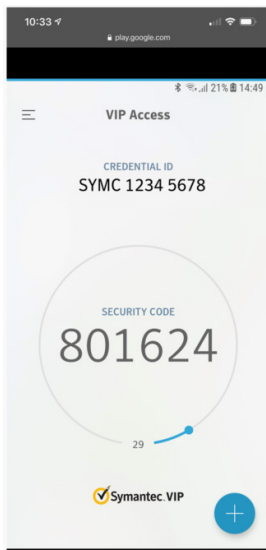 10:33
play.google.com
21% 14:49
VIP Access
CREDENTIAL ID
SYMC 1234 5678
SECURITY CODE
801624
29
Symantec. VIP